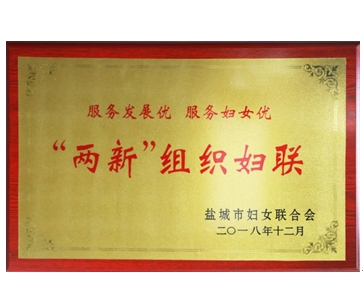 服务发展优 服务妇女优
“两新”组织妇联
盐城市妇女联合会
二〇一八年十二月